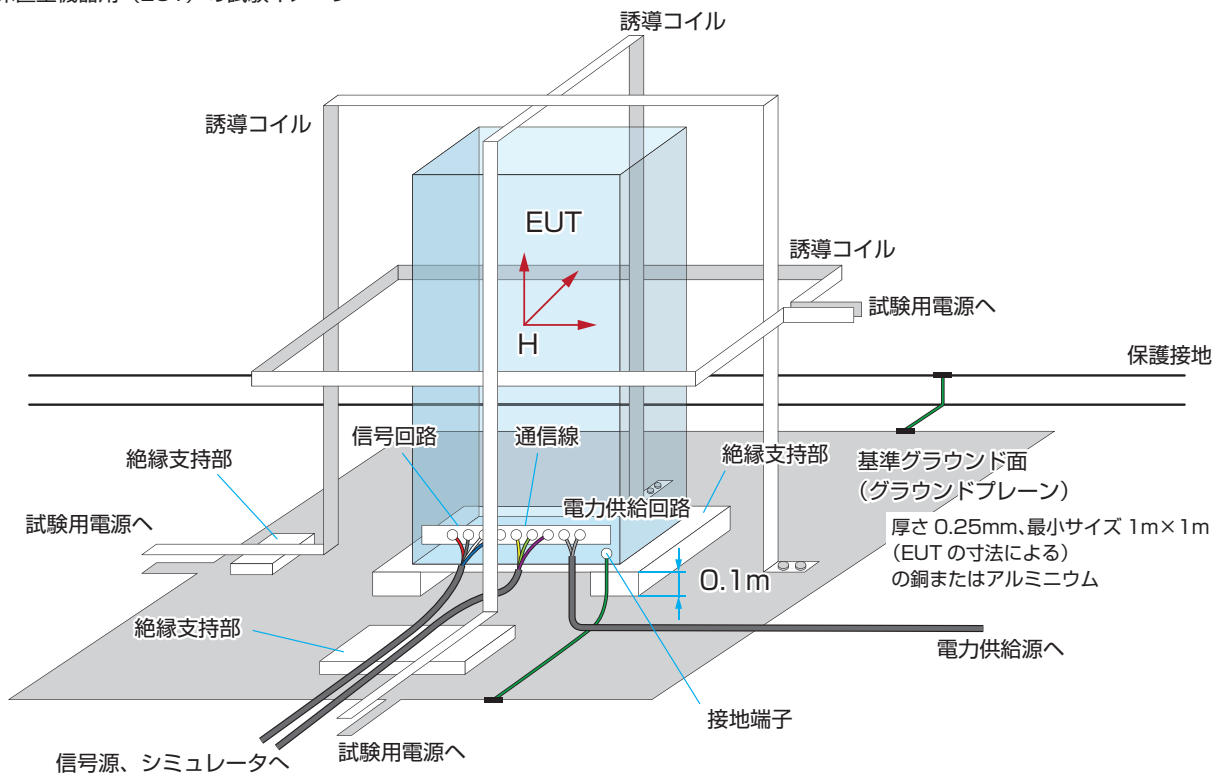 誘導コイル
誘導コイル
EUT
誘導コイル
H
試験用電源へ
保護接地
信号回路
通信線
絶縁支持部
絶縁支持部
基準グラウンド面
（グラウンドプレーン）
電力供給回路
試験用電源へ
厚さ 0.25mm、最小サイズ 1m×1m
（EUT の寸法による）
の銅またはアルミニウム
0.1m
絶縁支持部
電力供給源へ
接地端子
試験用電源へ
信号源、シミュレータへ